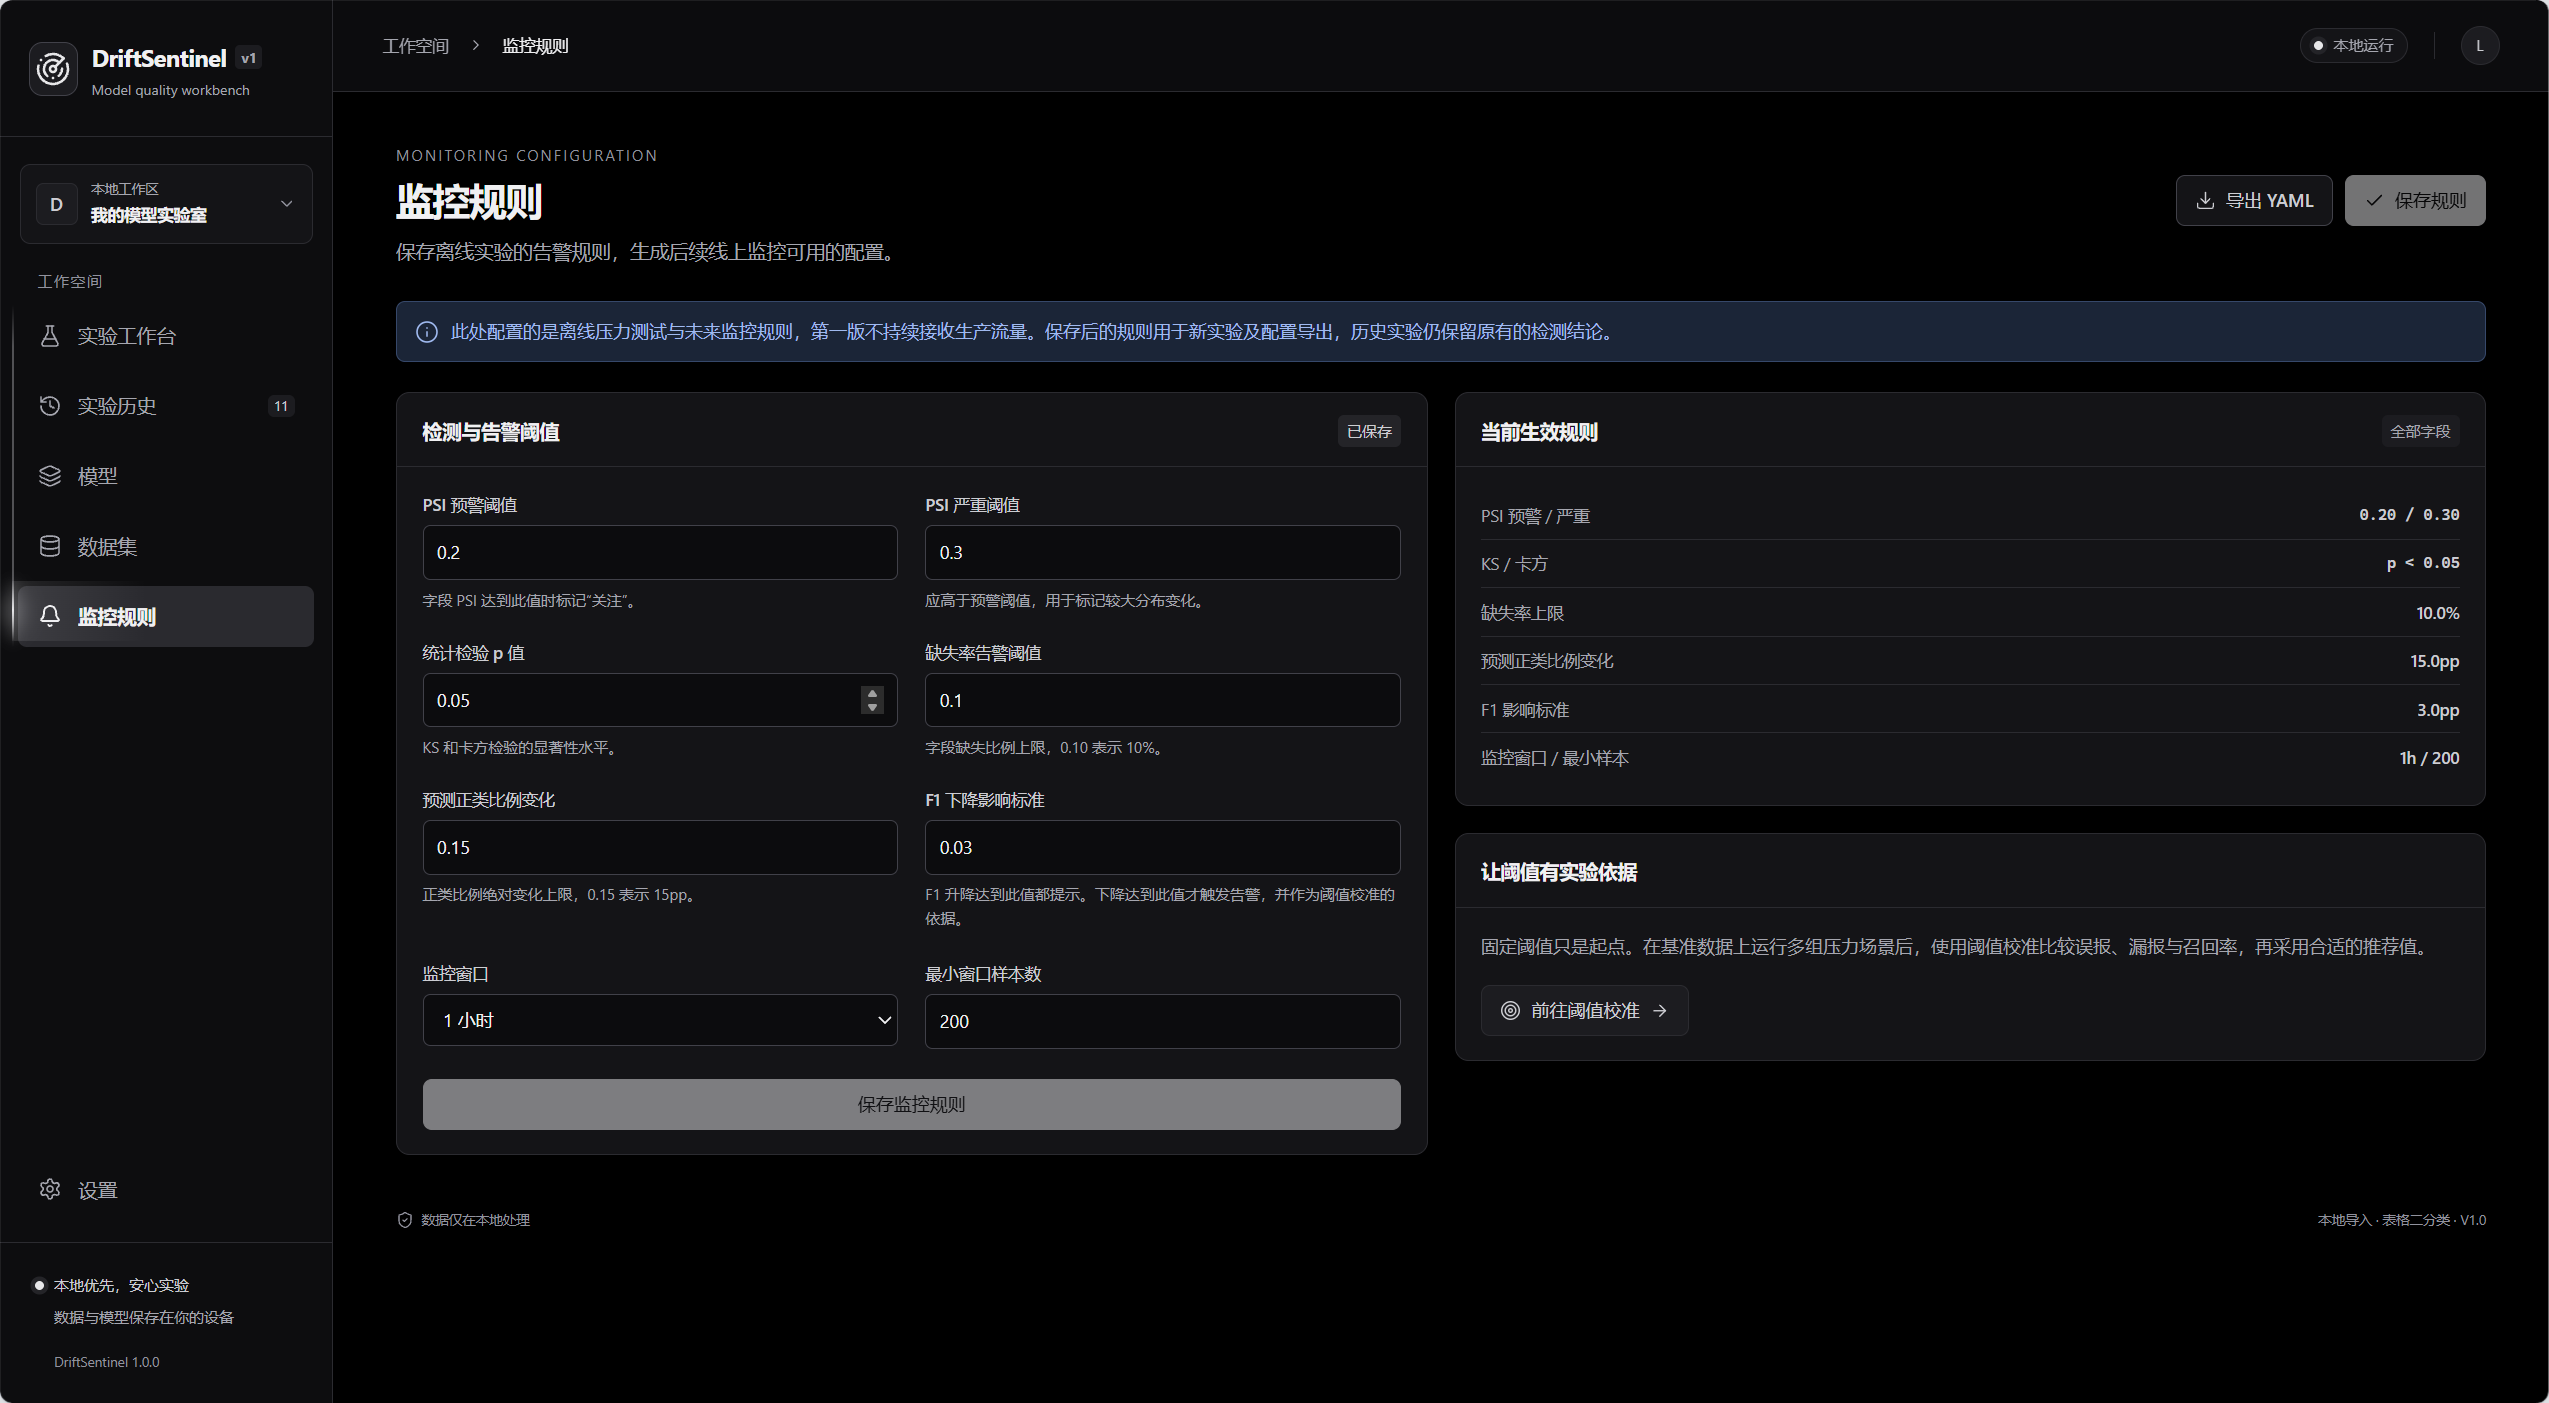 DriftSentinel v1
Model quality workbench
D
本地工作区
我的模型实验室
工作空间
实验工作台
实验历史 11
模型
数据集
监控规则
设置
本地优先，安心实验
数据与模型保存在你的设备
DriftSentinel 1.0.0
工作空间 > 监控规则
本地运行
L
MONITORING CONFIGURATION
监控规则
保存离线实验的告警规则，生成后续线上监控可用的配置。
导出 YAML
保存规则
此处配置的是离线压力测试与未来监控规则，第一版不持续接收生产流量。保存后的规则用于新实验及配置导出，历史实验仍保留原有的检测结论。
检测与告警阈值
已保存
PSI 预警阈值
0.2
字段 PSI 达到此值时标记“关注”。
PSI 严重阈值
0.3
应高于预警阈值，用于标记较大分布变化。
统计检验 p 值
0.05
KS 和卡方检验的显著性水平。
缺失率告警阈值
0.1
字段缺失比例上限，0.10 表示 10%。
预测正类比例变化
0.15
正类比例绝对变化上限，0.15 表示 15pp。
F1 下降影响标准
0.03
F1 升降达到此值都提示。下降达到此值才触发告警，并作为阈值校准的
依据。
监控窗口
1 小时
最小窗口样本数
200
保存监控规则
当前生效规则
全部字段
PSI 预警 / 严重 0.20 / 0.30
KS / 卡方 p < 0.05
缺失率上限 10.0%
预测正类比例变化 15.0pp
F1 影响标准 3.0pp
监控窗口 / 最小样本 1h / 200
让阈值有实验依据
固定阈值只是起点。在基准数据上运行多组压力场景后，使用阈值校准比较误报、漏报与召回率，再采用合适的推荐值。
前往阈值校准
数据仅在本地处理
本地导入 · 表格二分类 · V1.0